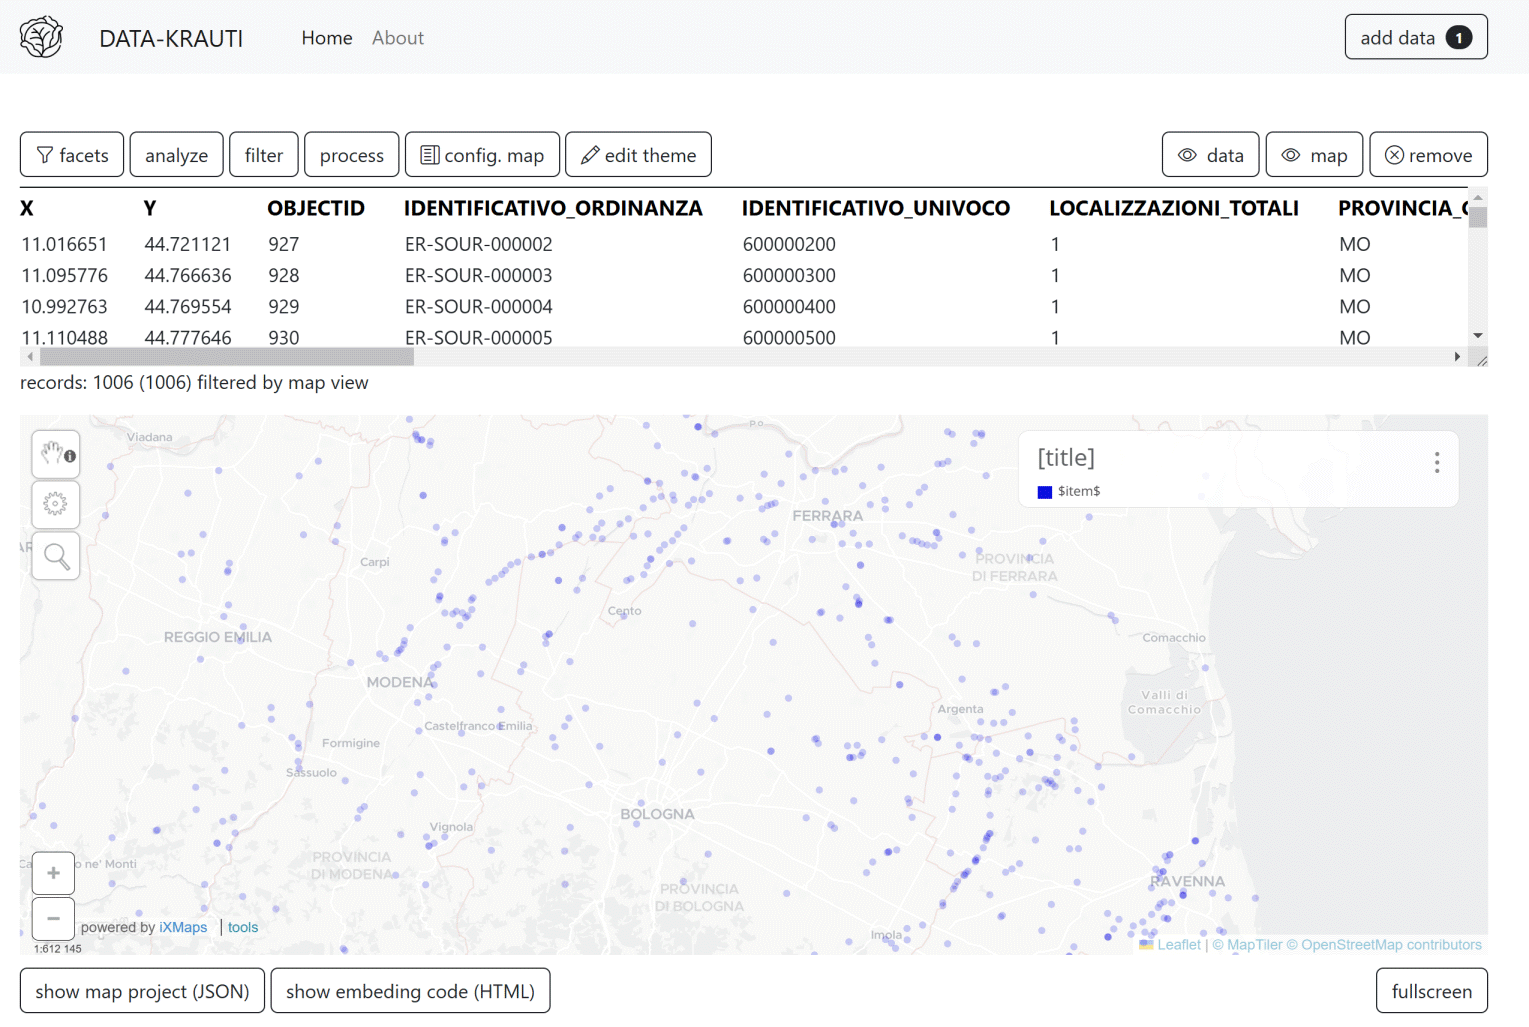 DATA-KRAUTI Home About add data 1
facets analyze filter process config. map edit theme data map remove
X Y OBJECTID IDENTIFICATIVO_ORDINANZA IDENTIFICATIVO_UNIVOCO LOCALIZZAZIONI_TOTALI PROVINCIA_
11.016651 44.721121 927 ER-SOUR-000002 600000200 1 MO
11.095776 44.766636 928 ER-SOUR-000003 600000300 1 MO
10.992763 44.769554 929 ER-SOUR-000004 600000400 1 MO
11.110488 44.777646 930 ER-SOUR-000005 600000500 1 MO
records: 1006 (1006) filtered by map view
Po
Viadana
[title]
$item$
FERRARA
PROVINCIA
DI FERRARA
Carpi
Cento
REGGIO EMILIA
Comacchio
MODENA
Valli di
Comacchio
Argenta
Castelfranco Emilia
Formigine
Sassuolo
BOLOGNA
Vignola
PROVINCIA
DI MODENA
ne' Monti
RAVENNA
PROVINCIA
DI BOLOGNA
+
−
powered by iXMaps | tools
Imola
1:612 145
Leaflet | © MapTiler © OpenStreetMap contributors
show map project (JSON) show embeding code (HTML) fullscreen